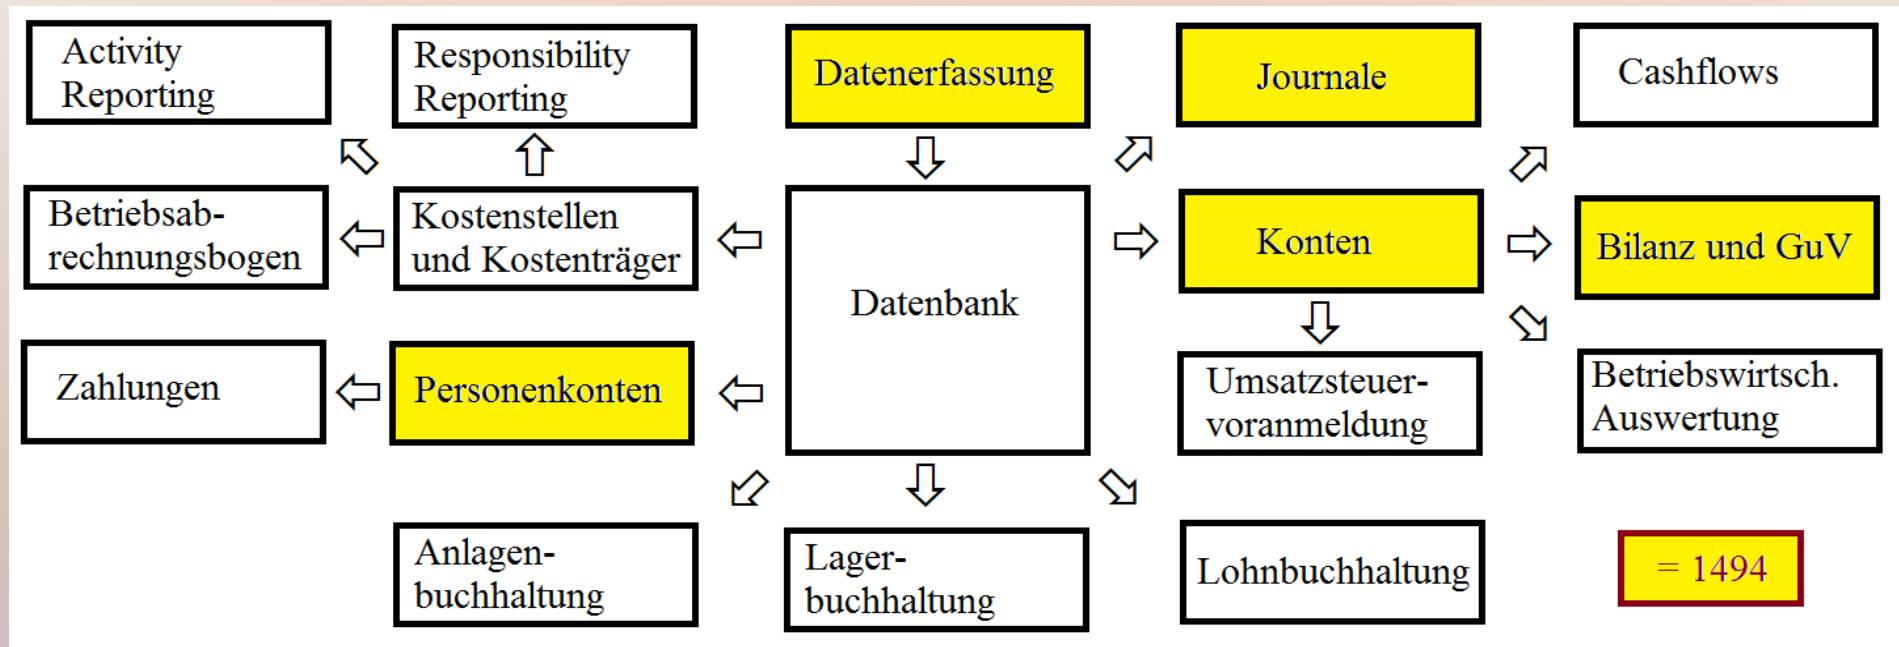 Activity
Reporting
Responsibility
Reporting
Datenerfassung
Journale
Cashflows
Betriebsab-
rechnungsbogen
Kostenstellen
und Kostenträger
Datenbank
Konten
Bilanz und GuV
Zahlungen
Personenkonten
Umsatzsteuer-
voranmeldung
Betriebswirtsch.
Auswertung
Anlagen-
buchhaltung
Lager-
buchhaltung
Lohnbuchhaltung
= 1494